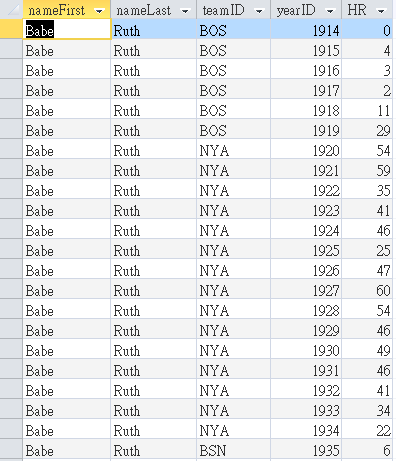 nameFirst nameLast teamID yearID HR
Babe Ruth BOS 1914 0
Babe Ruth BOS 1915 4
Babe Ruth BOS 1916 3
Babe Ruth BOS 1917 2
Babe Ruth BOS 1918 11
Babe Ruth BOS 1919 29
Babe Ruth NYA 1920 54
Babe Ruth NYA 1921 59
Babe Ruth NYA 1922 35
Babe Ruth NYA 1923 41
Babe Ruth NYA 1924 46
Babe Ruth NYA 1925 25
Babe Ruth NYA 1926 47
Babe Ruth NYA 1927 60
Babe Ruth NYA 1928 54
Babe Ruth NYA 1929 46
Babe Ruth NYA 1930 49
Babe Ruth NYA 1931 46
Babe Ruth NYA 1932 41
Babe Ruth NYA 1933 34
Babe Ruth NYA 1934 22
Babe Ruth BSN 1935 6